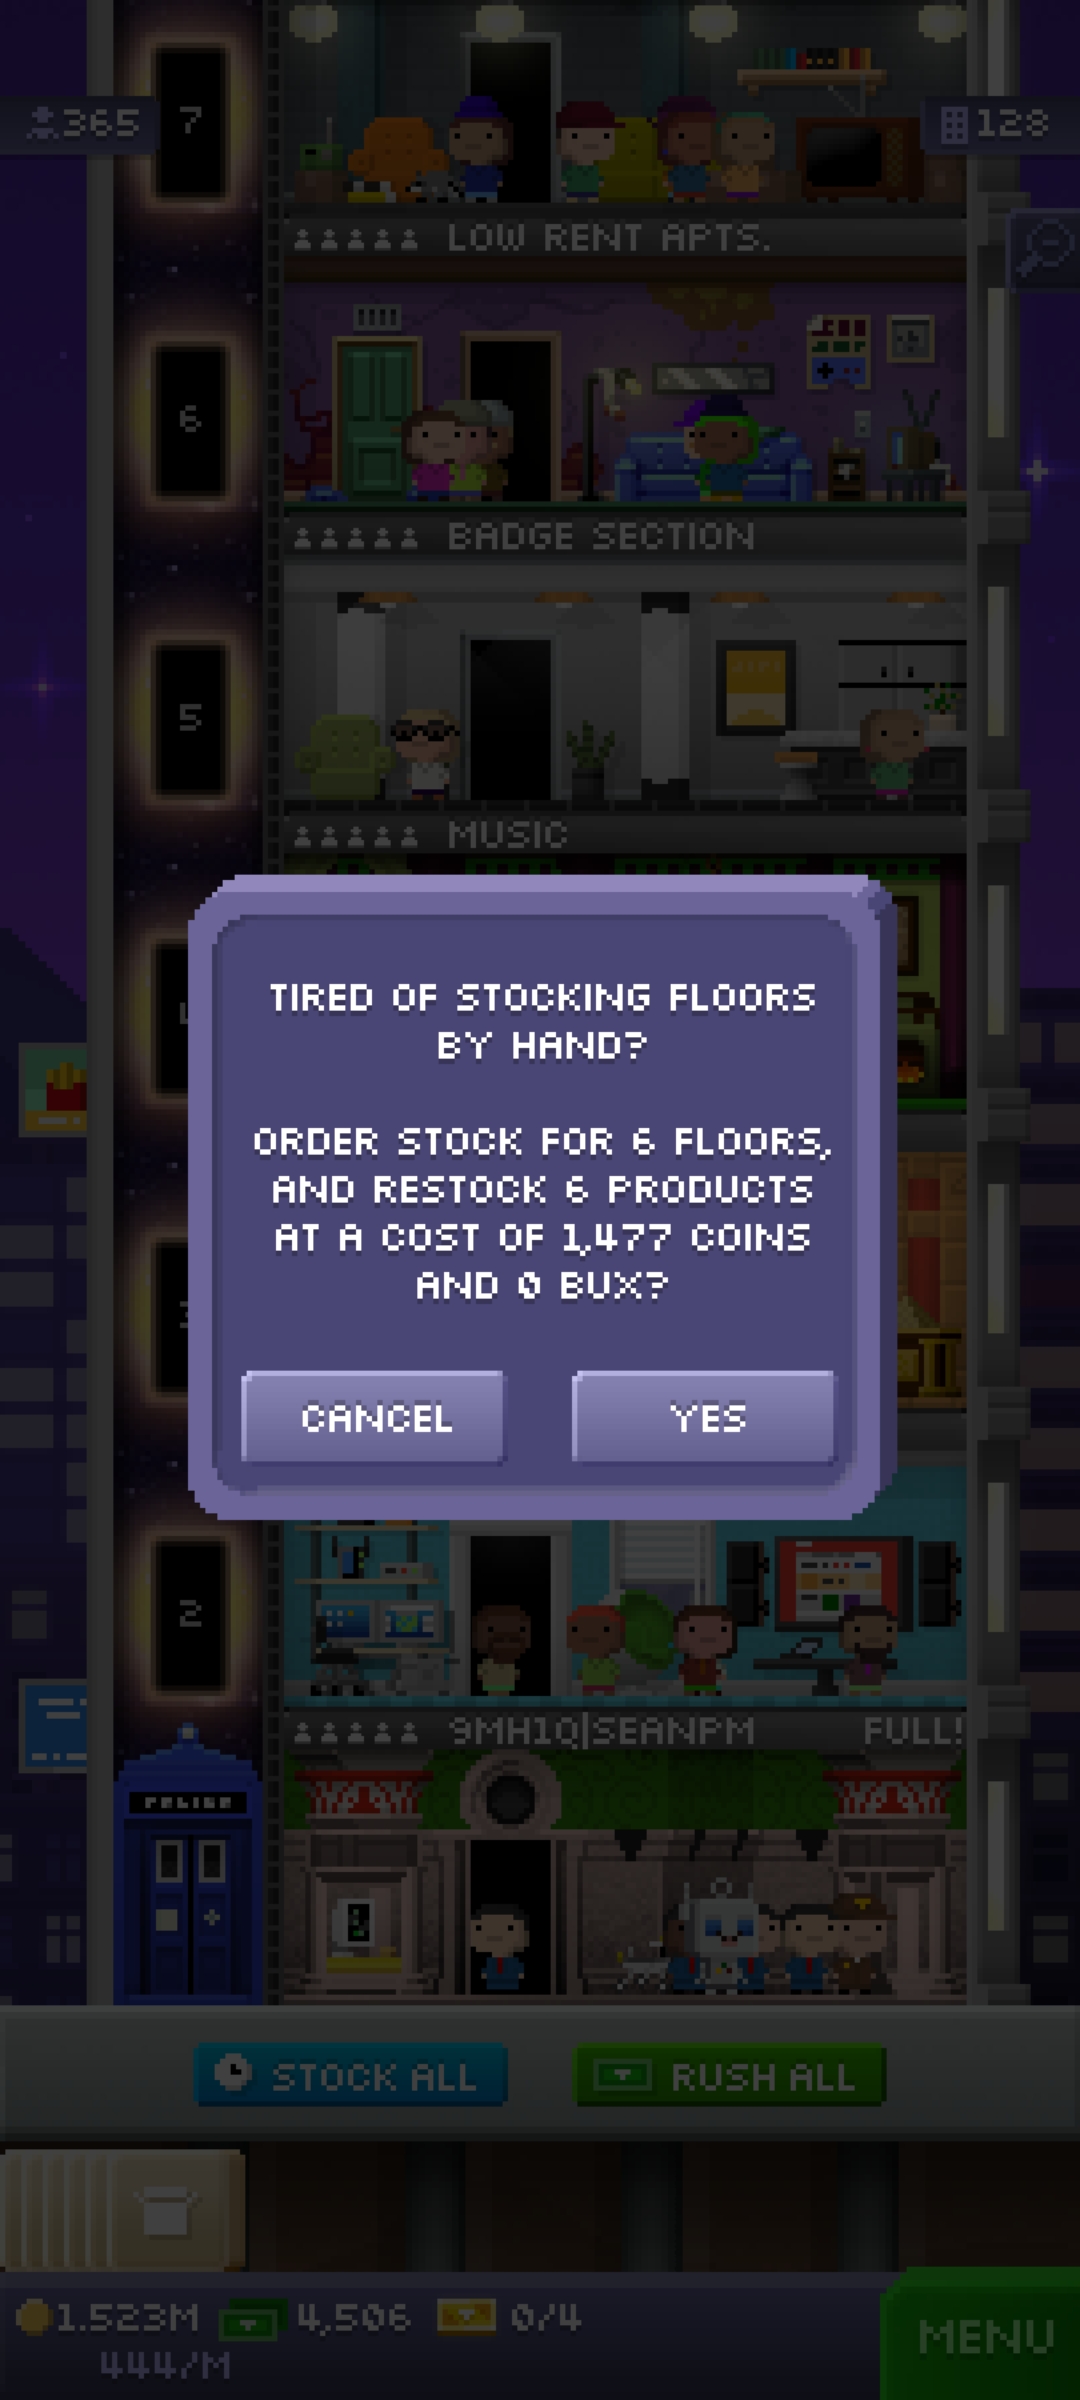 365
7
128
LOW RENT APTS.
6
BADGE SECTION
5
MUSIC
TIRED OF STOCKING FLOORS
BY HAND?
ORDER STOCK FOR 6 FLOORS,
AND RESTOCK 6 PRODUCTS
AT A COST OF 1,477 COINS
AND 0 BUX?
CANCEL
YES
2
9MH1Q|SEANPM
FULL!
POLICE
STOCK ALL
RUSH ALL
1.523M
4,506
0/4
444/M
MENU